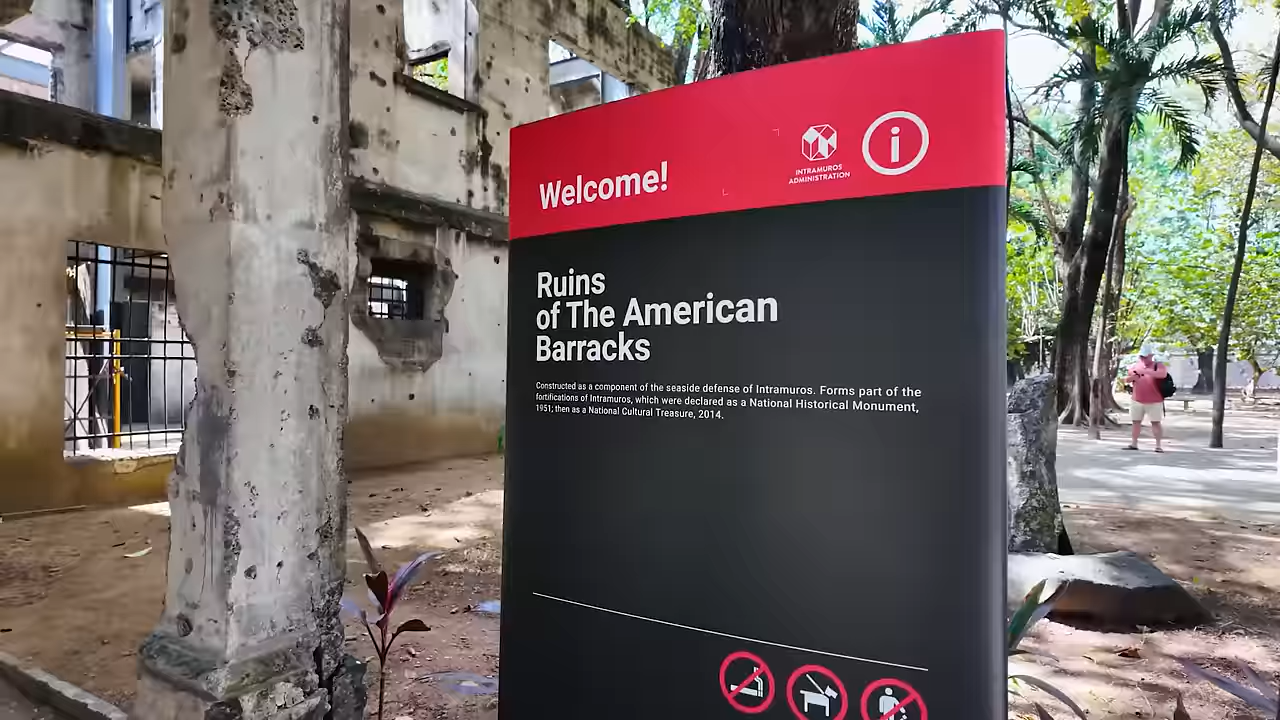 Welcome!
INTRAMUROS
ADMINISTRATION
i
Ruins
of The American
Barracks
Constructed as a component of the seaside defense of Intramuros. Forms part of the
fortifications of Intramuros, which were declared as a National Historical Monument,
1951; then as a National Cultural Treasure, 2014.